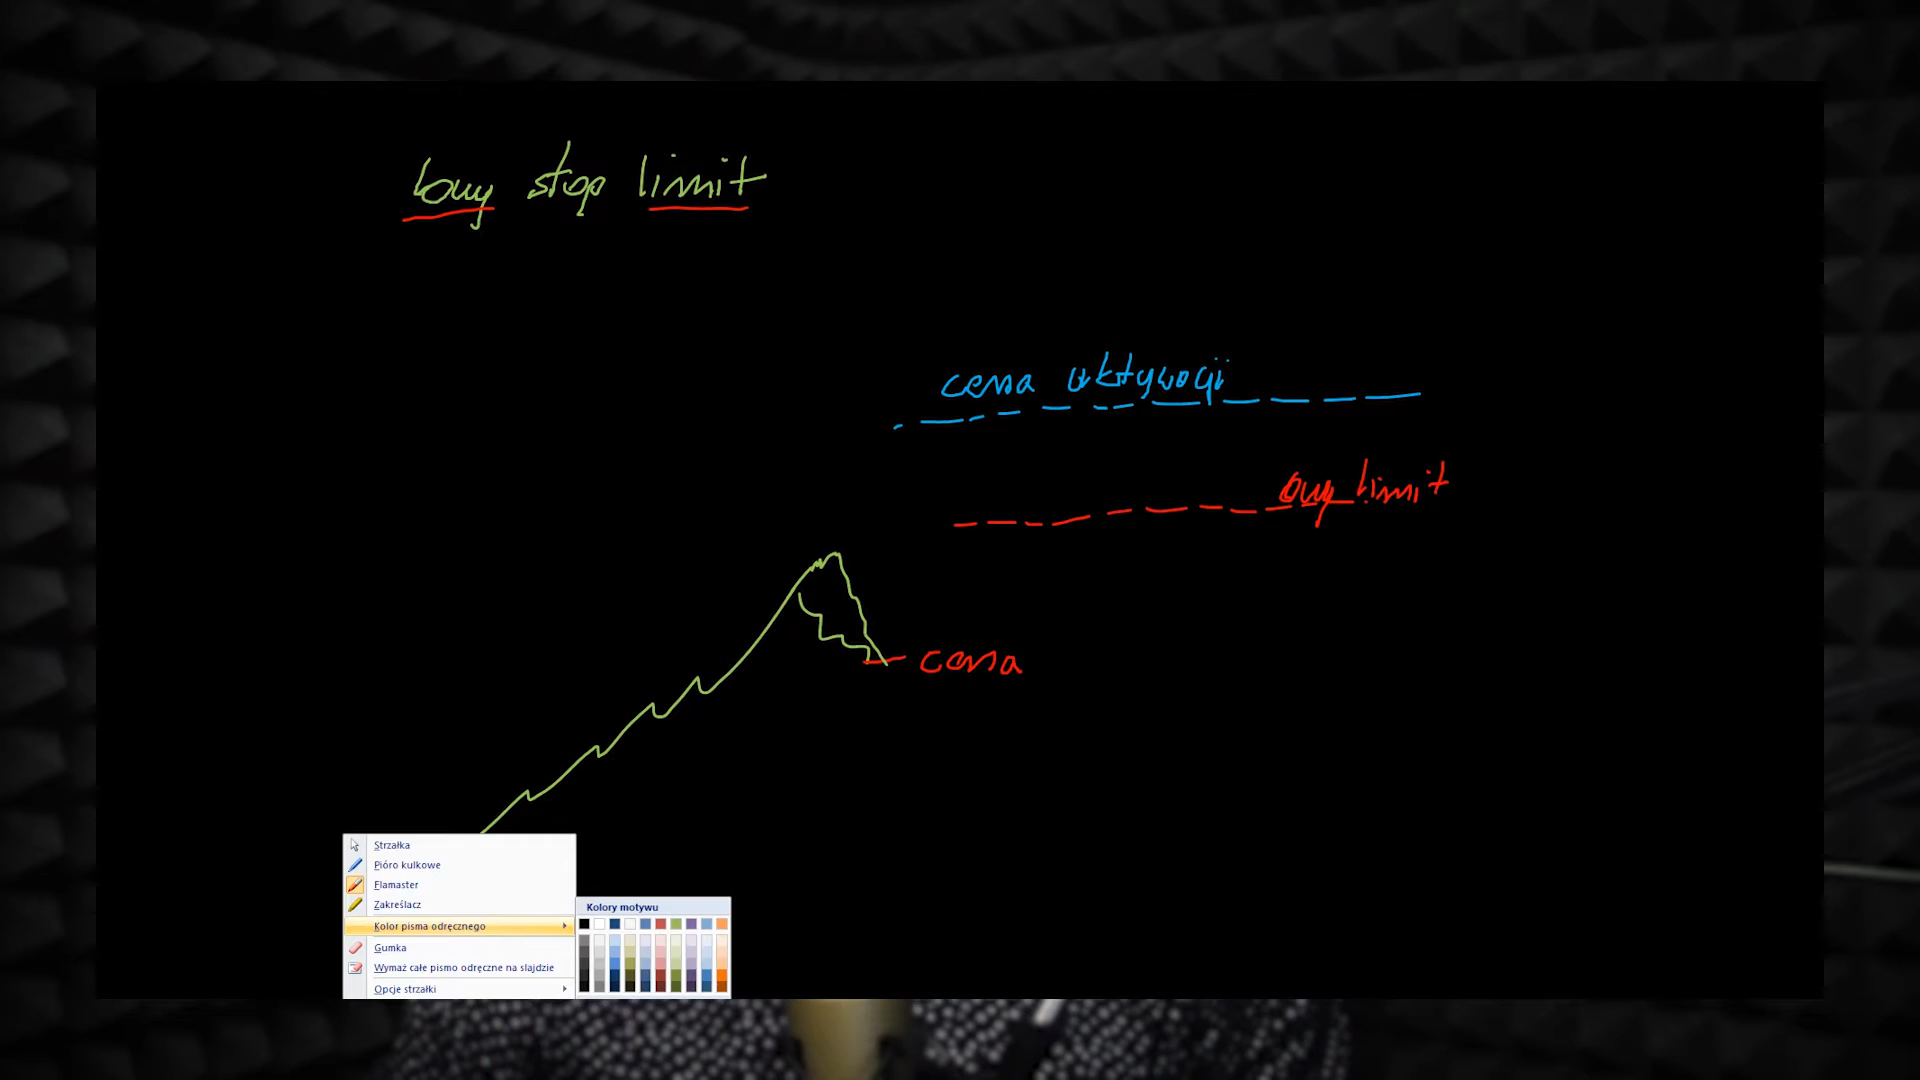 buy stop limit
cena aktywacji
buy limit
cena
Strzałka
Pióro kulkowe
Flamaster
Zakreślacz
Kolor pisma odręcznego
Gumka
Wymaż całe pismo odręczne na slajdzie
Opcje strzałki
Kolory motywu